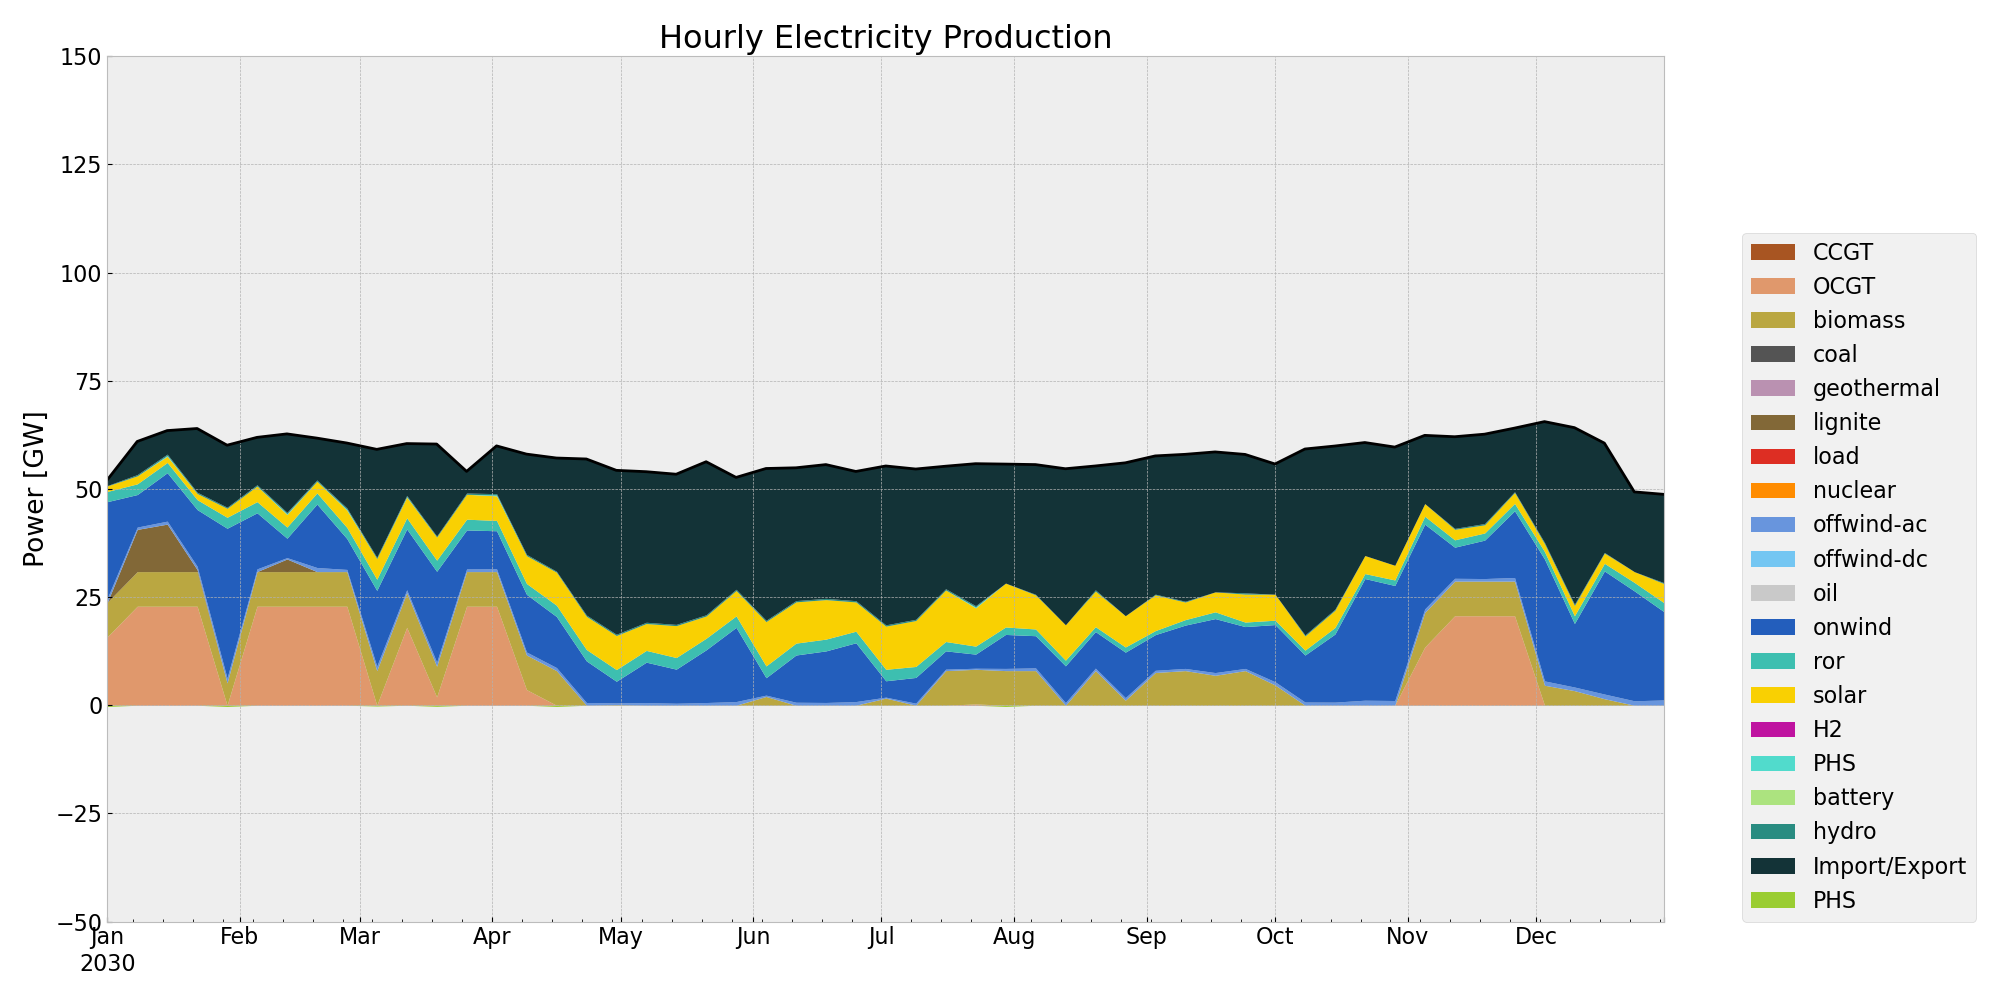 Hourly Electricity Production
Power [GW]
150
125
100
75
50
25
0
−25
−50
Jan
2030
Feb
Mar
Apr
May
Jun
Jul
Aug
Sep
Oct
Nov
Dec
CCGT
OCGT
biomass
coal
geothermal
lignite
load
nuclear
offwind-ac
offwind-dc
oil
onwind
ror
solar
H2
PHS
battery
hydro
Import/Export
PHS